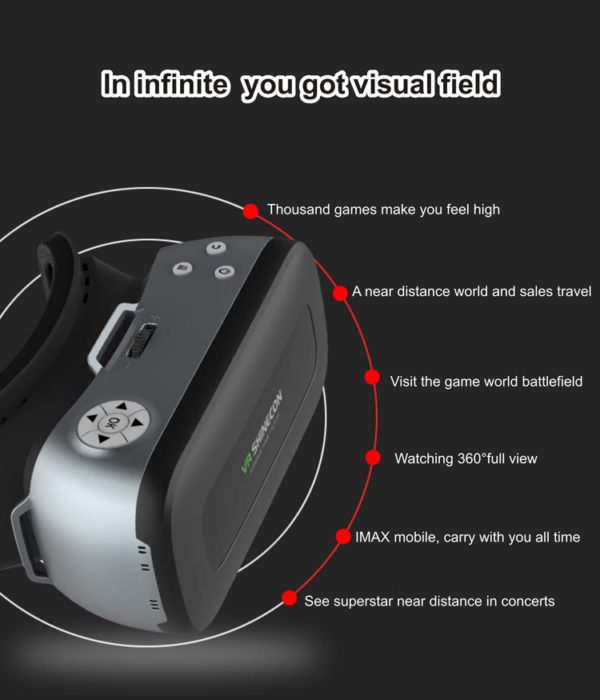 In infinite you got visual field
Thousand games make you feel high
A near distance world and sales travel
Visit the game world battlefield
OK
VR SHINECON
Watching 360°full view
IMAX mobile, carry with you all time
See superstar near distance in concerts